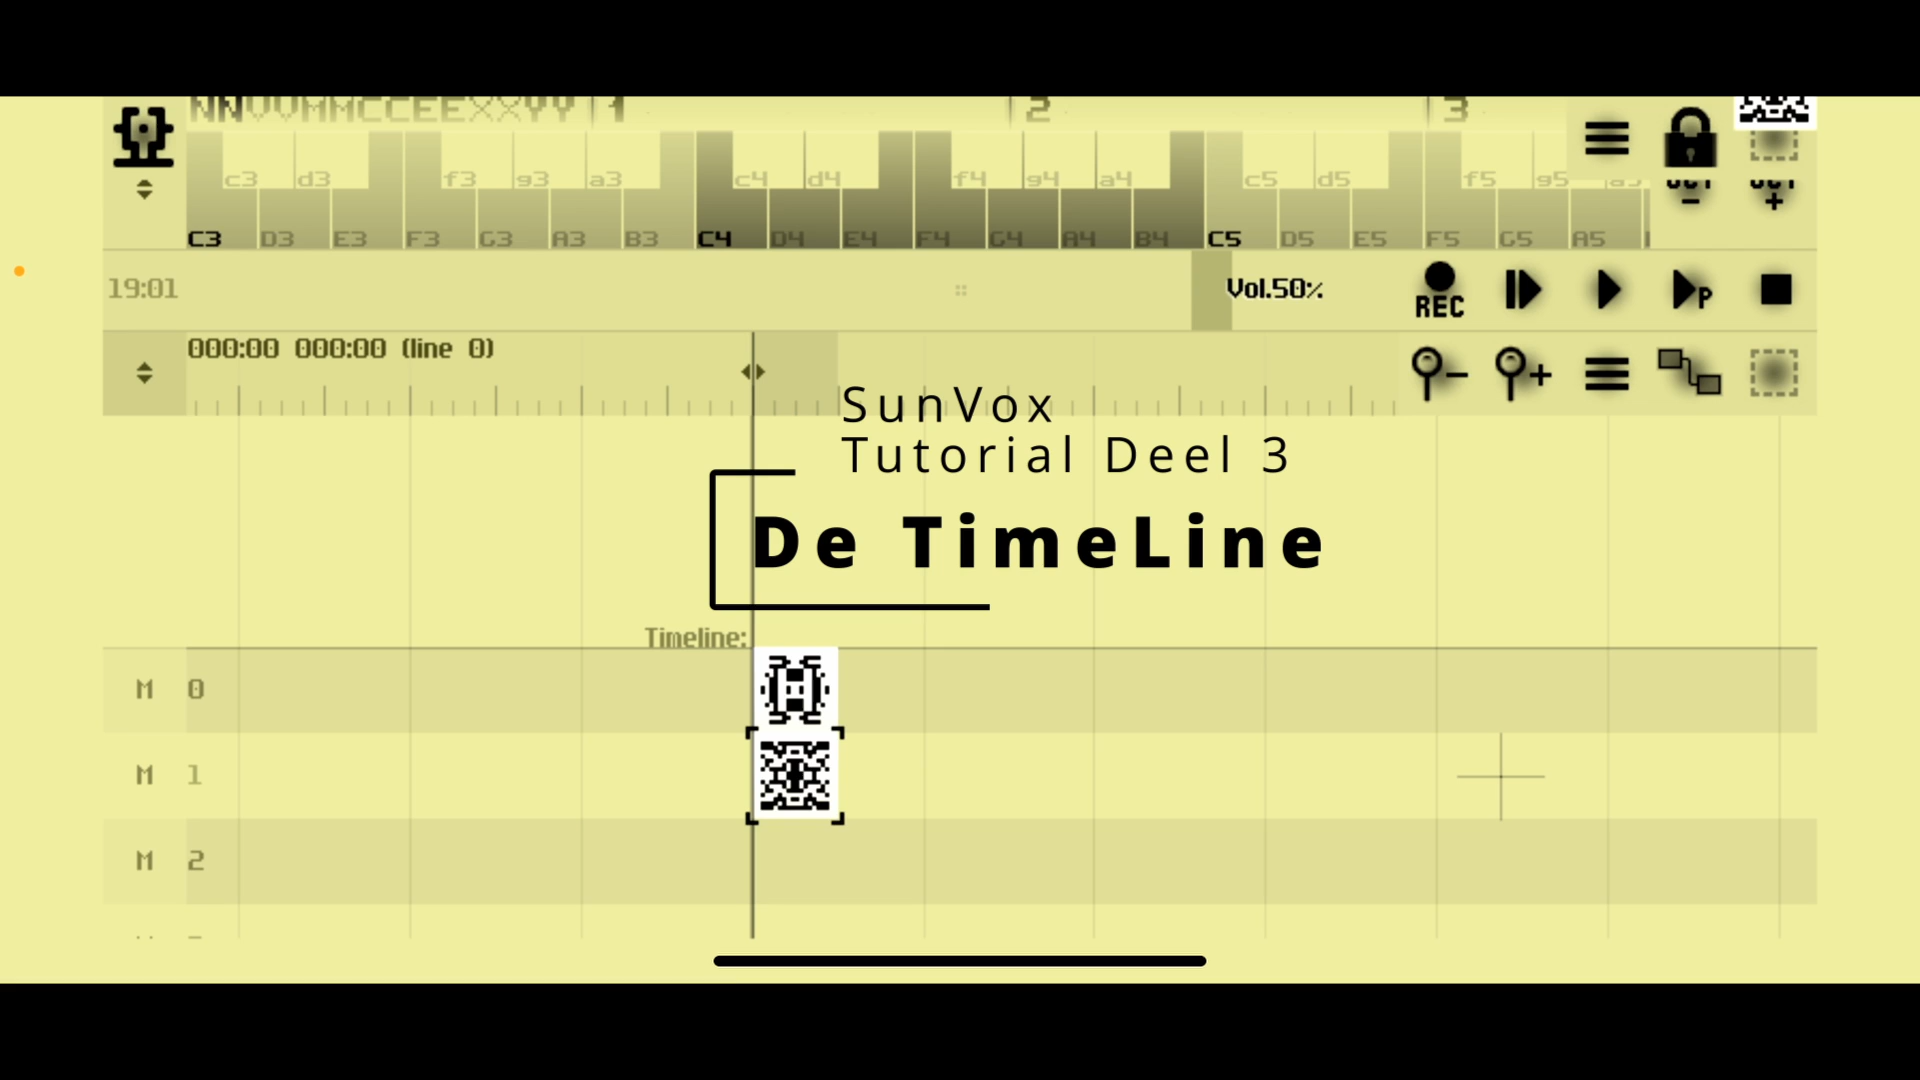 NNVVMMCCEEXXYY 1 2 3
c3 d3 f3 g3 a3 c4 d4 f4 g4 a4 c5 d5 f5 g5 a5
C3 D3 E3 F3 G3 A3 B3 C4 D4 E4 F4 G4 A4 B4 C5 D5 E5 F5 G5 A5
19:01 Vol.50% REC P
000:00 000:00 (line 0)
SunVox
Tutorial Deel 3
De TimeLine
Timeline:
M 0
M 1
M 2